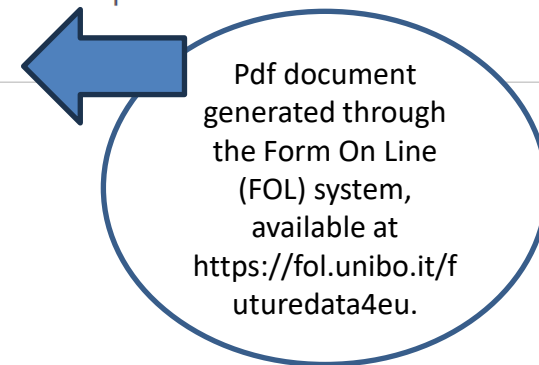 Pdf document
generated through
the Form On Line
(FOL) system,
available at
https://fol.unibo.it/f
uturedata4eu.